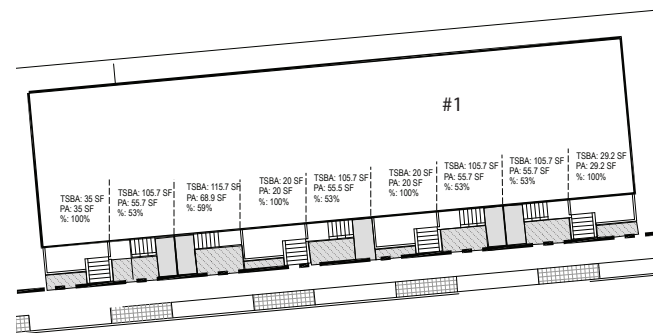 #1
TSBA: 35 SF
PA: 35 SF
%: 100%
TSBA: 105.7 SF
PA: 55.7 SF
%: 53%
TSBA: 115.7 SF
PA: 68.9 SF
%: 59%
TSBA: 20 SF
PA: 20 SF
%: 100%
TSBA: 105.7 SF
PA: 55.5 SF
%: 53%
TSBA: 20 SF
PA: 20 SF
%: 100%
TSBA: 105.7 SF
PA: 55.7 SF
%: 53%
TSBA: 105.7 SF
PA: 55.7 SF
%: 53%
TSBA: 29.2 SF
PA: 29.2 SF
%: 100%